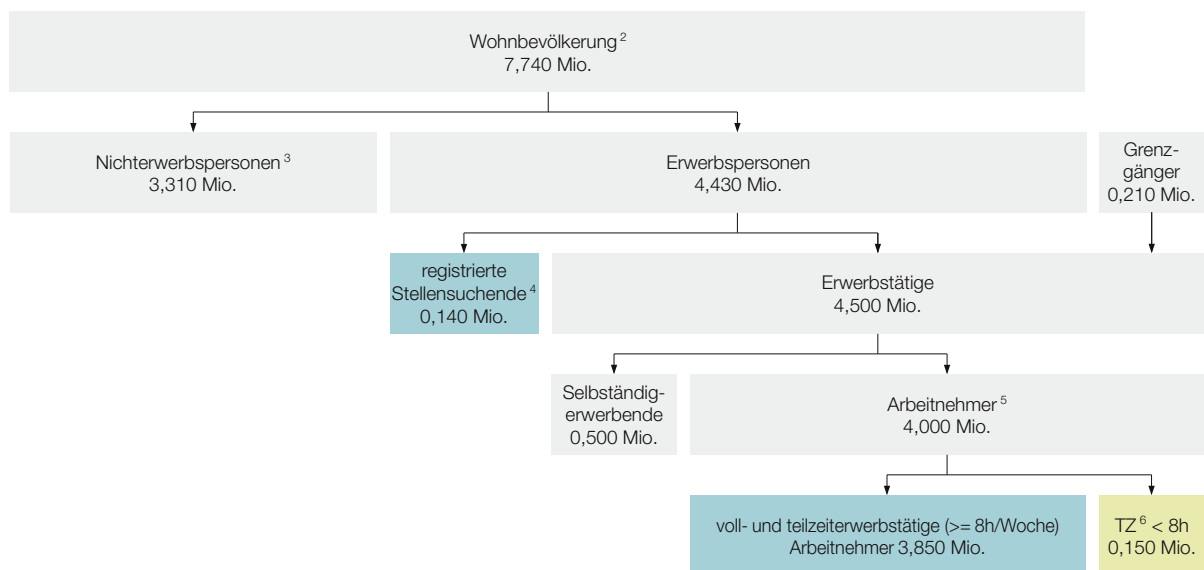 Wohnbevölkerung 2
7,740 Mio.
Nichterwerbspersonen 3
3,310 Mio.
Erwerbspersonen
4,430 Mio.
Grenz-
gänger
0,210 Mio.
registrierte
Stellensuchende 4
0,140 Mio.
Erwerbstätige
4,500 Mio.
Selbständig-
erwerbende
0,500 Mio.
Arbeitnehmer 5
4,000 Mio.
voll- und teilzeiterwerbstätige (>= 8h/Woche)
Arbeitnehmer 3,850 Mio.
TZ 6 < 8h
0,150 Mio.